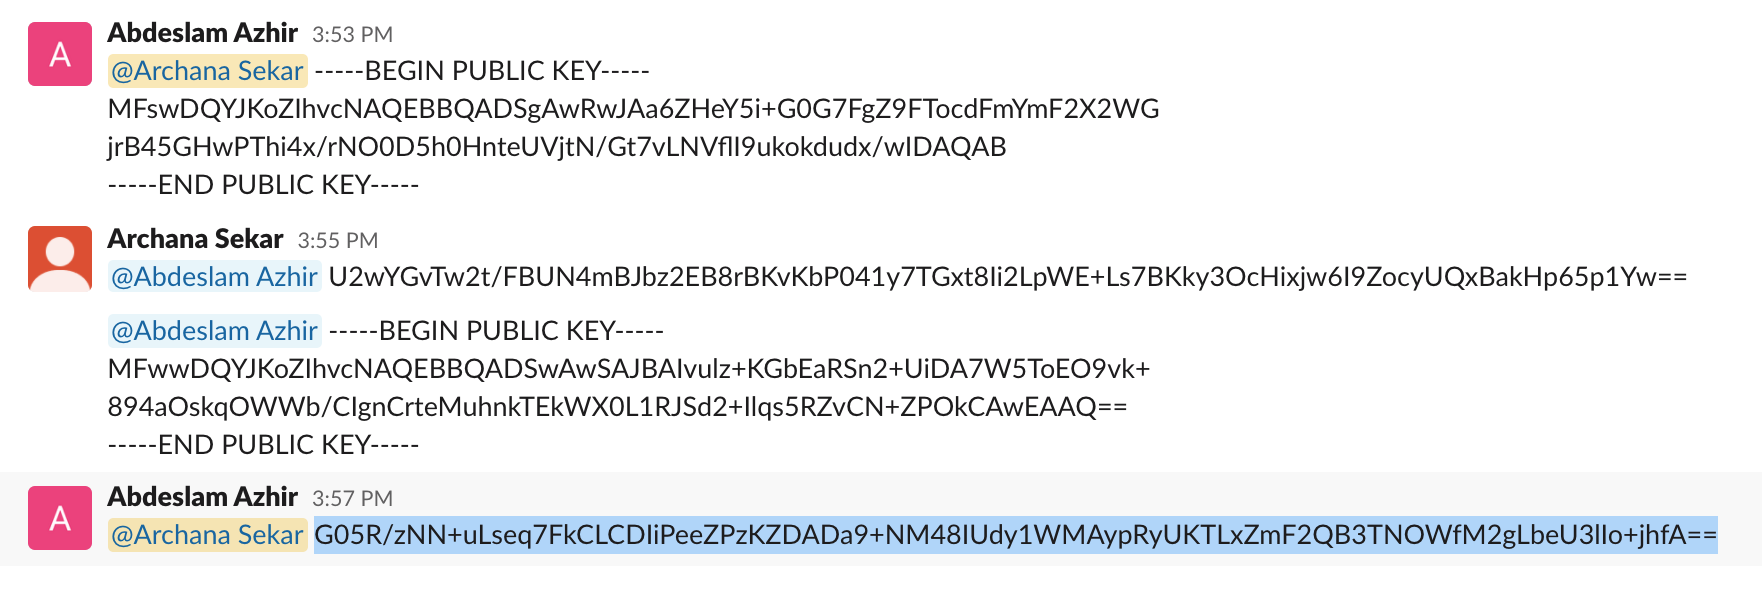 A
Abdeslam Azhir 3:53 PM
@Archana Sekar -----BEGIN PUBLIC KEY-----
MFswDQYJKoZIhvcNAQEBBQADSgAwRwJAAa6ZHeY5i+G0G7FgZ9FTocdFmYmF2X2WG
jrB45GHwPThi4x/rNO0D5h0HnteUVjtN/Gt7vLNVflI9ukokdudx/wIDAQAB
-----END PUBLIC KEY-----
Archana Sekar 3:55 PM
@Abdeslam Azhir U2wYGvTw2t/FBUN4mBJbz2EB8rBKvKbP041y7TGxt8Ii2LpWE+Ls7BKky3OcHixjw6I9ZocyUQxBakHp65p1Yw==
@Abdeslam Azhir -----BEGIN PUBLIC KEY-----
MFwwDQYJKoZIhvcNAQEBBQADSwAwSAJBAIvulz+KGbEaRSn2+UiDA7W5ToEO9vk+
894aOskqOWWb/CIgnCrteMuhnkTEkWX0L1RJSd2+Ilqs5RZvCN+ZPOkCAwEAAQ==
-----END PUBLIC KEY-----
A
Abdeslam Azhir 3:57 PM
@Archana Sekar G05R/zNN+uLseq7FkCLCDIiPeeZPzKZDADa9+NM48IUdy1WMAypRyUKTLxZmF2QB3TNOWfM2gLbeU3lIo+jhfA==